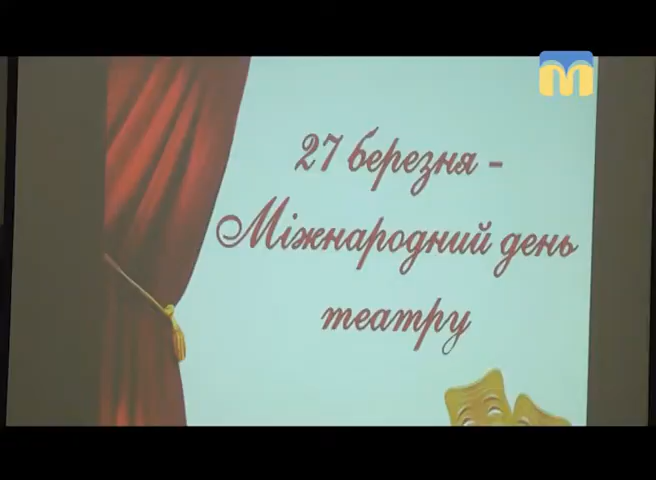 27 березня -
Міжнародний день
театру